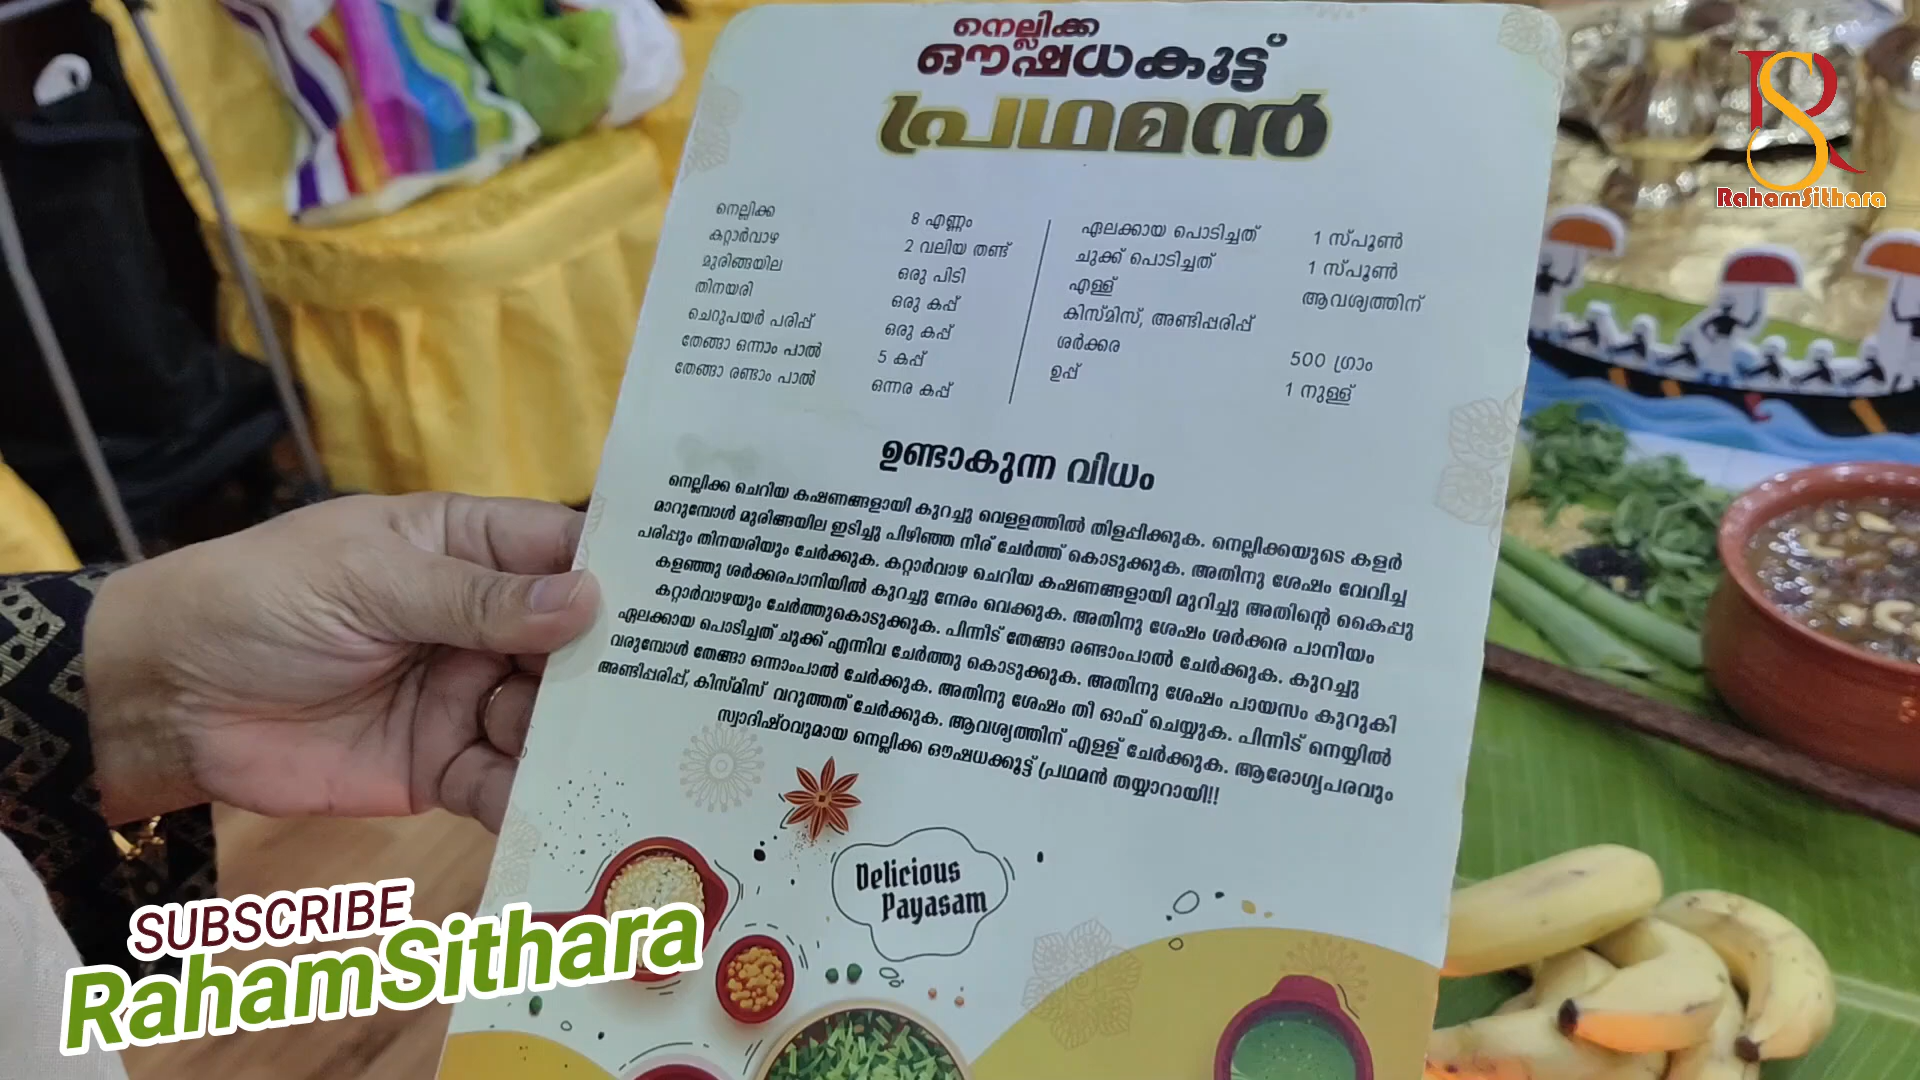 നെല്ലിക്ക
ഔഷധകൂട്ട്
പ്രഥമൻ
RS
RahamSithara
നെല്ലിക്ക 8 എണ്ണം
കറ്റാർവാഴ 2 വലിയ തണ്ട്
മുരിങ്ങയില ഒരു പിടി
തിനയരി ഒരു കപ്പ്
ചെറുപയർ പരിപ്പ് ഒരു കപ്പ്
തേങ്ങാ ഒന്നാം പാൽ 5 കപ്പ്
തേങ്ങാ രണ്ടാം പാൽ ഒന്നര കപ്പ്
ഏലക്കായ പൊടിച്ചത് 1 സ്പൂൺ
ചുക്ക് പൊടിച്ചത് 1 സ്പൂൺ
എള്ള് ആവശ്യത്തിന്
കിസ്മിസ്, അണ്ടിപ്പരിപ്പ്
ശർക്കര 500 ഗ്രാം
ഉപ്പ് 1 നുള്ള്
ഉണ്ടാകുന്ന വിധം
നെല്ലിക്ക ചെറിയ കഷണങ്ങളായി കുറച്ചു വെള്ളത്തിൽ തിളപ്പിക്കുക. നെല്ലിക്കയുടെ കളർ
മാറുമ്പോൾ മുരിങ്ങയില ഇടിച്ചു പിഴിഞ്ഞ നീര് ചേർത്ത് കൊടുക്കുക. അതിനു ശേഷം വേവിച്ച
പരിപ്പും തിനയരിയും ചേർക്കുക. കറ്റാർവാഴ ചെറിയ കഷണങ്ങളായി മുറിച്ചു അതിന്റെ കൈപ്പു
കളഞ്ഞു ശർക്കരപാനിയിൽ കുറച്ചു നേരം വെക്കുക. അതിനു ശേഷം ശർക്കര പാനീയം
കറ്റാർവാഴയും ചേർത്തുകൊടുക്കുക. പിന്നീട് തേങ്ങാ രണ്ടാംപാൽ ചേർക്കുക. കുറച്ചു
ഏലക്കായ പൊടിച്ചത് ചുക്ക് എന്നിവ ചേർത്തു കൊടുക്കുക. അതിനു ശേഷം പായസം കുറുകി
വരുമ്പോൾ തേങ്ങാ ഒന്നാംപാൽ ചേർക്കുക. അതിനു ശേഷം തീ ഓഫ് ചെയ്യുക. പിന്നീട് നെയ്യിൽ
അണ്ടിപ്പരിപ്പ്, കിസ്മിസ് വറുത്തത് ചേർക്കുക. ആവശ്യത്തിന് എള്ള് ചേർക്കുക. ആരോഗ്യപരവും
സ്വാദിഷ്ഠവുമായ നെല്ലിക്ക ഔഷധക്കൂട്ട് പ്രഥമൻ തയ്യാറായി!!
Delicious
Payasam
SUBSCRIBE
RahamSithara